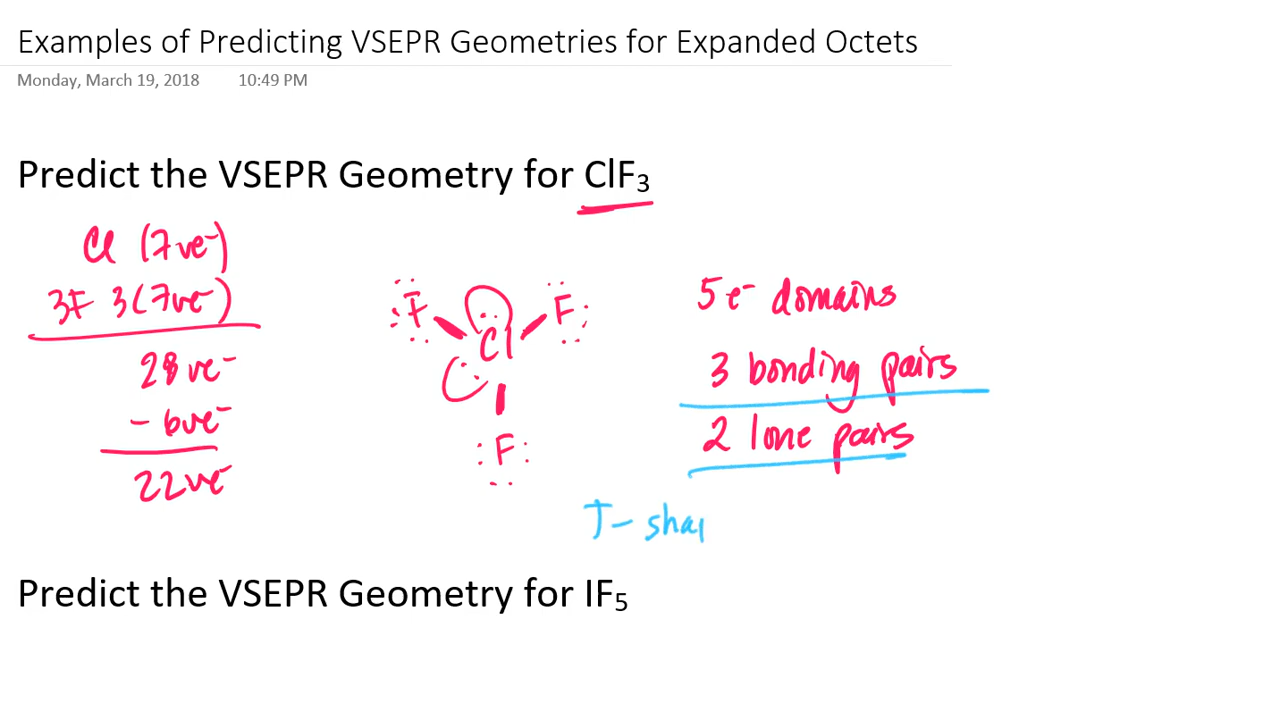 Examples of Predicting VSEPR Geometries for Expanded Octets
Monday, March 19, 2018 10:49 PM
Predict the VSEPR Geometry for ClF₃
Cl (7ve⁻)
3F 3(7ve⁻)
28ve⁻
- 6ve⁻
22ve⁻
F F
Cl
F
5 e⁻ domains
3 bonding pairs
2 lone pairs
T- shap
Predict the VSEPR Geometry for IF₅